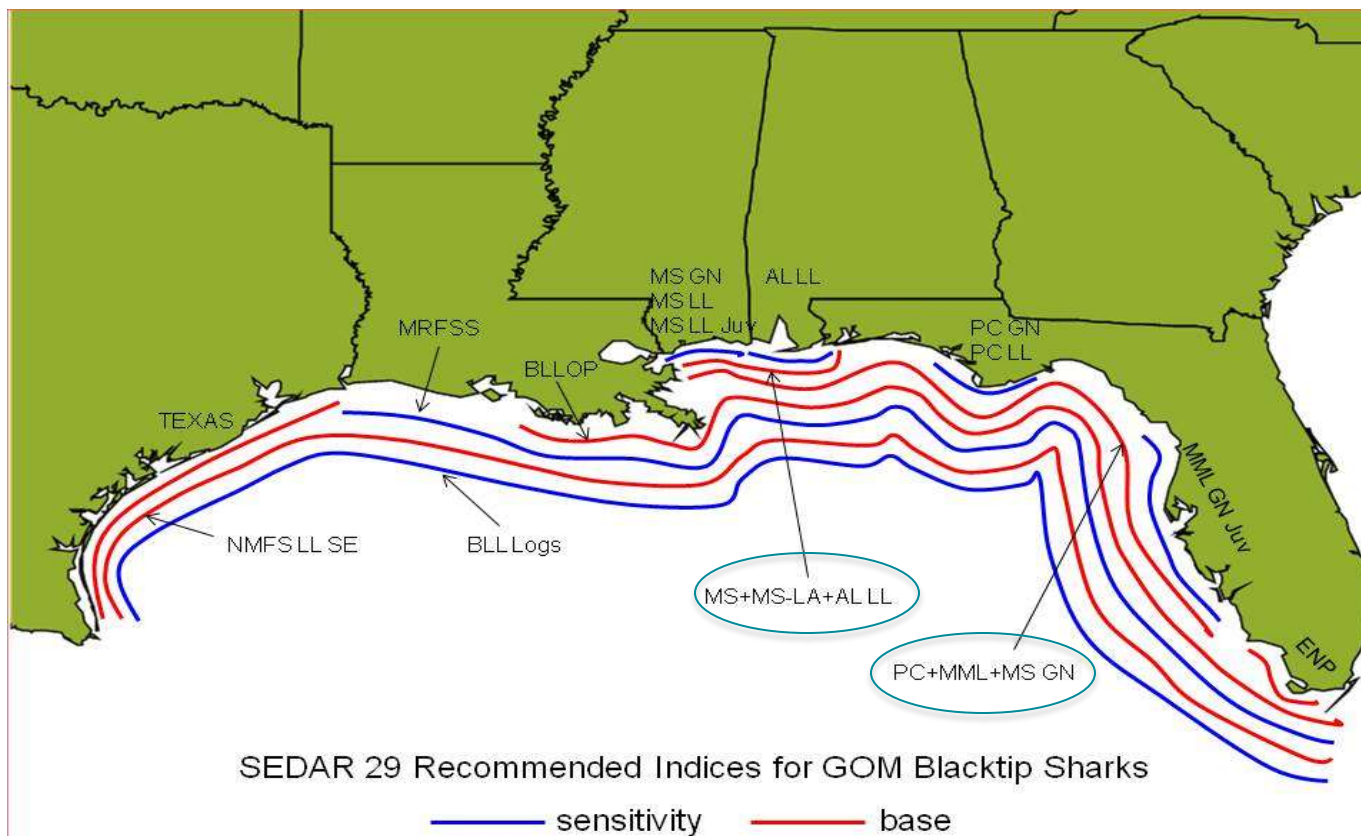 MS GN
MS LL
MS LL Juv
AL LL
MRFSS
PC GN
PC LL
BLLOP
TEXAS
MML GN Juv
NMFS LL SE
BLL Logs
MS+MS-LA+AL LL
ENP
PC+MML+MS GN
SEDAR 29 Recommended Indices for GOM Blacktip Sharks
sensitivity
base